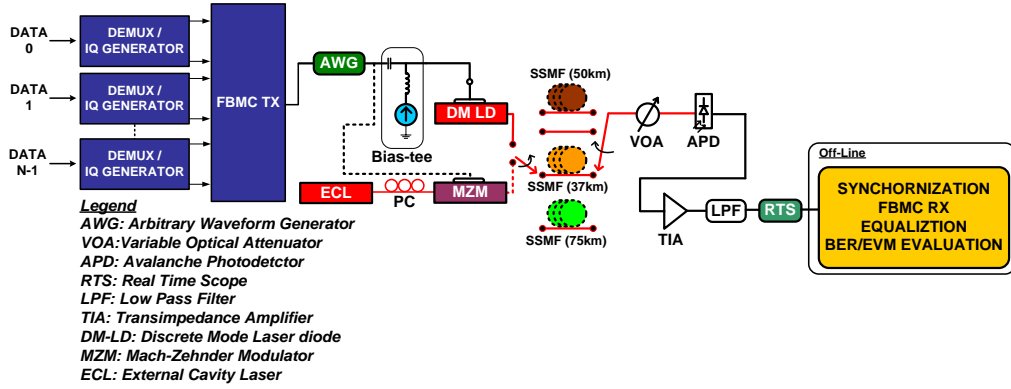 DATA
0
DEMUX /
IQ GENERATOR
DATA
1
DEMUX /
IQ GENERATOR
DATA
N-1
DEMUX /
IQ GENERATOR
FBMC TX
AWG
Bias-tee
DM LD
ECL
PC
MZM
SSMF (50km)
SSMF (37km)
SSMF (75km)
VOA
APD
TIA
LPF
RTS
Off-Line
SYNCHORNIZATION
FBMC RX
EQUALIZTION
BER/EVM EVALUATION
Legend
AWG: Arbitrary Waveform Generator
VOA:Variable Optical Attenuator
APD: Avalanche Photodetctor
RTS: Real Time Scope
LPF: Low Pass Filter
TIA: Transimpedance Amplifier
DM-LD: Discrete Mode Laser diode
MZM: Mach-Zehnder Modulator
ECL: External Cavity Laser